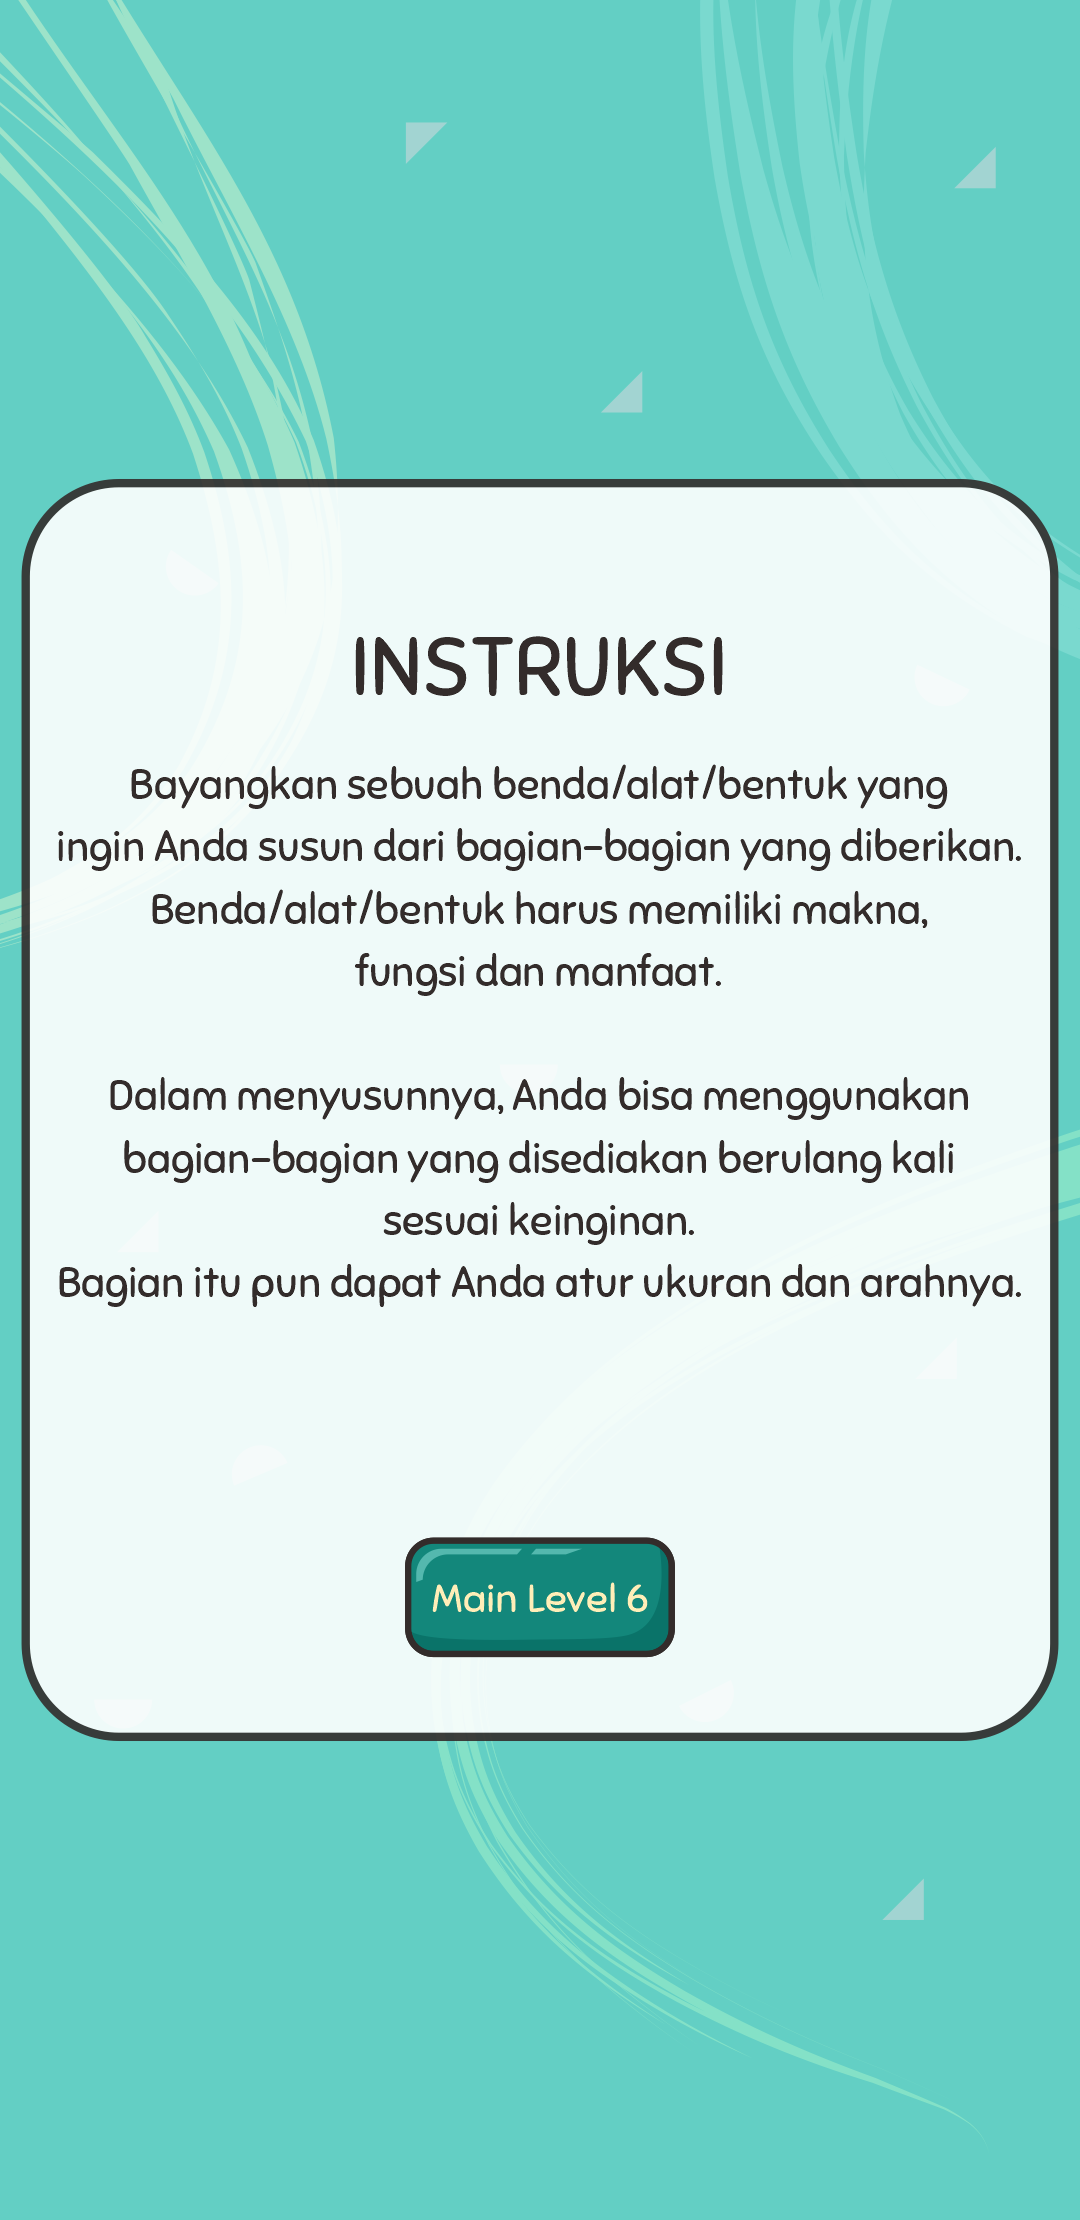 INSTRUKSI
Bayangkan sebuah benda/alat/bentuk yang
ingin Anda susun dari bagian-bagian yang diberikan.
Benda/alat/bentuk harus memiliki makna,
fungsi dan manfaat.
Dalam menyusunnya, Anda bisa menggunakan
bagian-bagian yang disediakan berulang kali
sesuai keinginan.
Bagian itu pun dapat Anda atur ukuran dan arahnya.
Main Level 6